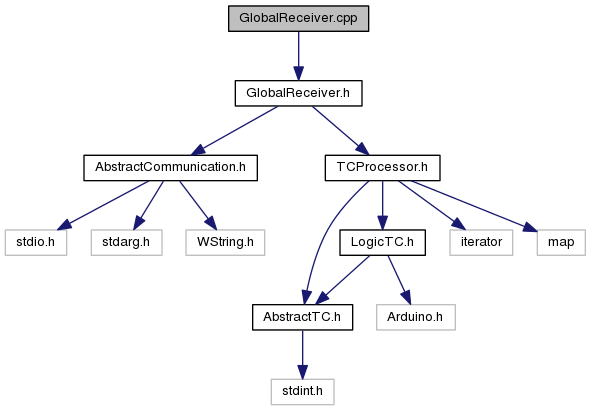 GlobalReceiver.cpp
GlobalReceiver.h
AbstractCommunication.h
TCProcessor.h
stdio.h
stdarg.h
WString.h
LogicTC.h
iterator
map
AbstractTC.h
Arduino.h
stdint.h